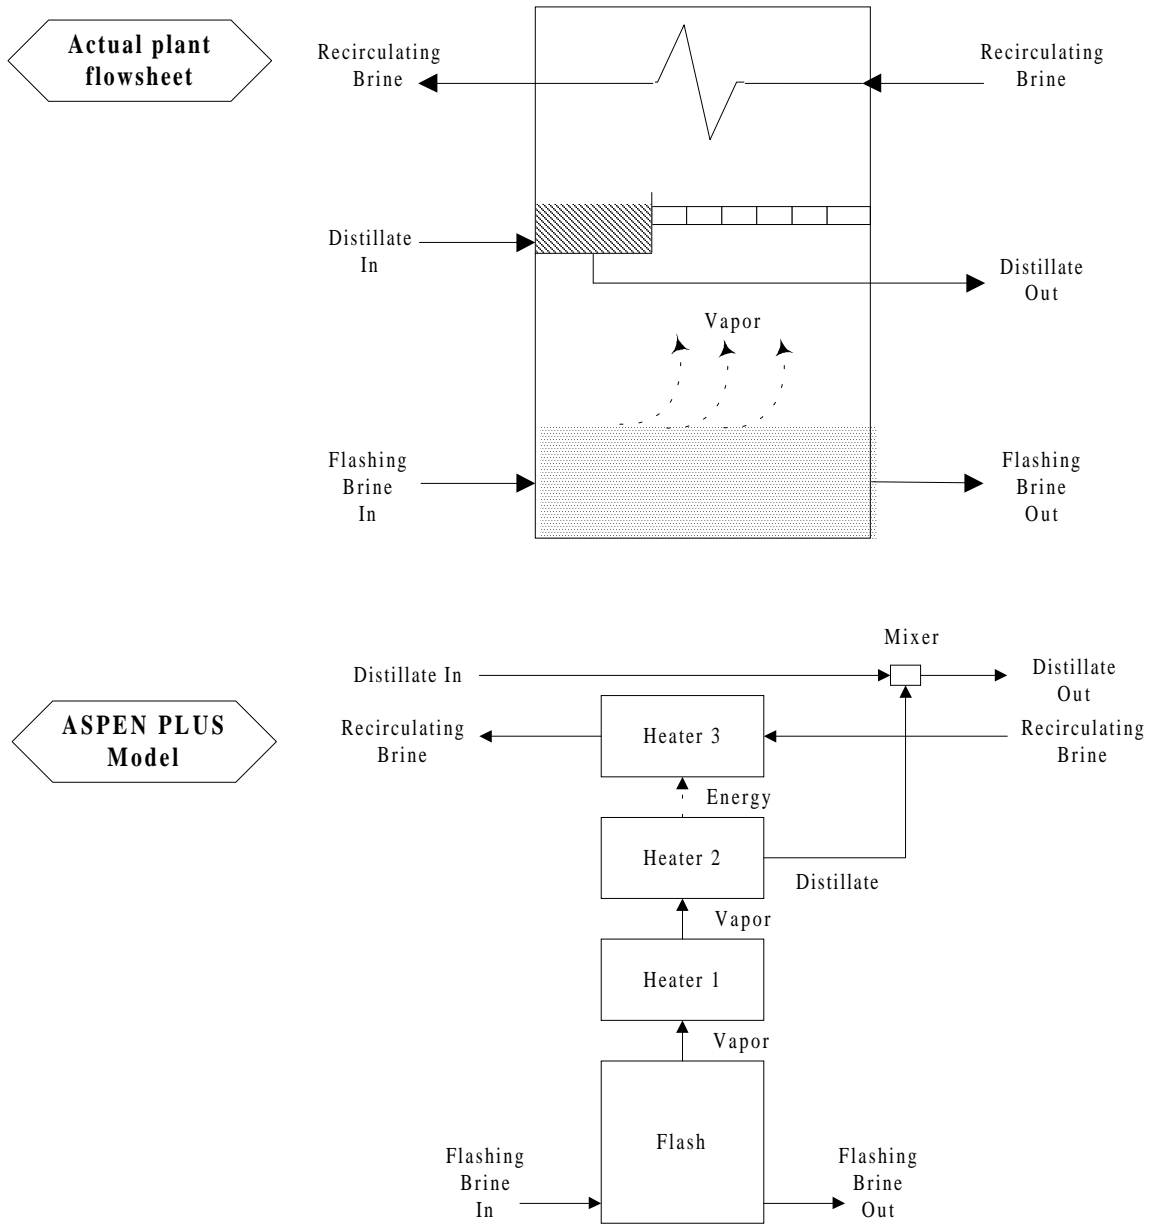 Actual plant
flowsheet
Recirculating
Brine
Recirculating
Brine
Distillate
In
Distillate
Out
Vapor
Flashing
Brine
In
Flashing
Brine
Out
Mixer
Distillate In
Distillate
Out
ASPEN PLUS
Model
Recirculating
Brine
Heater 3
Recirculating
Brine
Energy
Heater 2
Distillate
Vapor
Heater 1
Vapor
Flash
Flashing
Brine
In
Flashing
Brine
Out